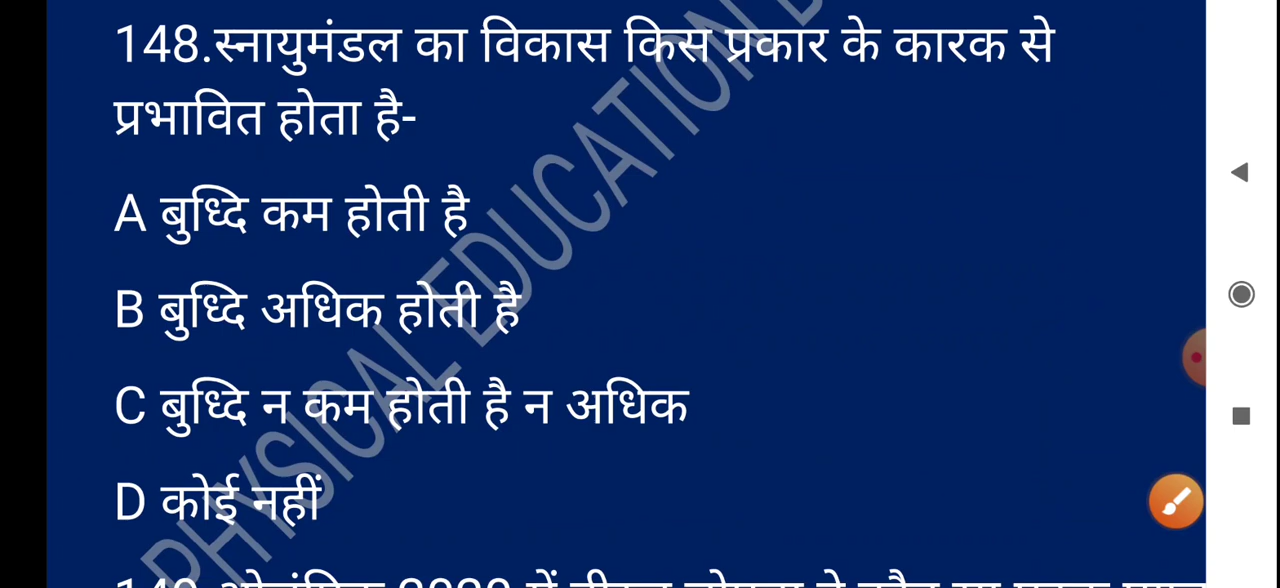 148.स्नायुमंडल का विकास किस प्रकार के कारक से
प्रभावित होता है-
A बुध्दि कम होती है
B बुध्दि अधिक होती है
C बुध्दि न कम होती है न अधिक
D कोई नहीं
PHYSICAL EDUCATION